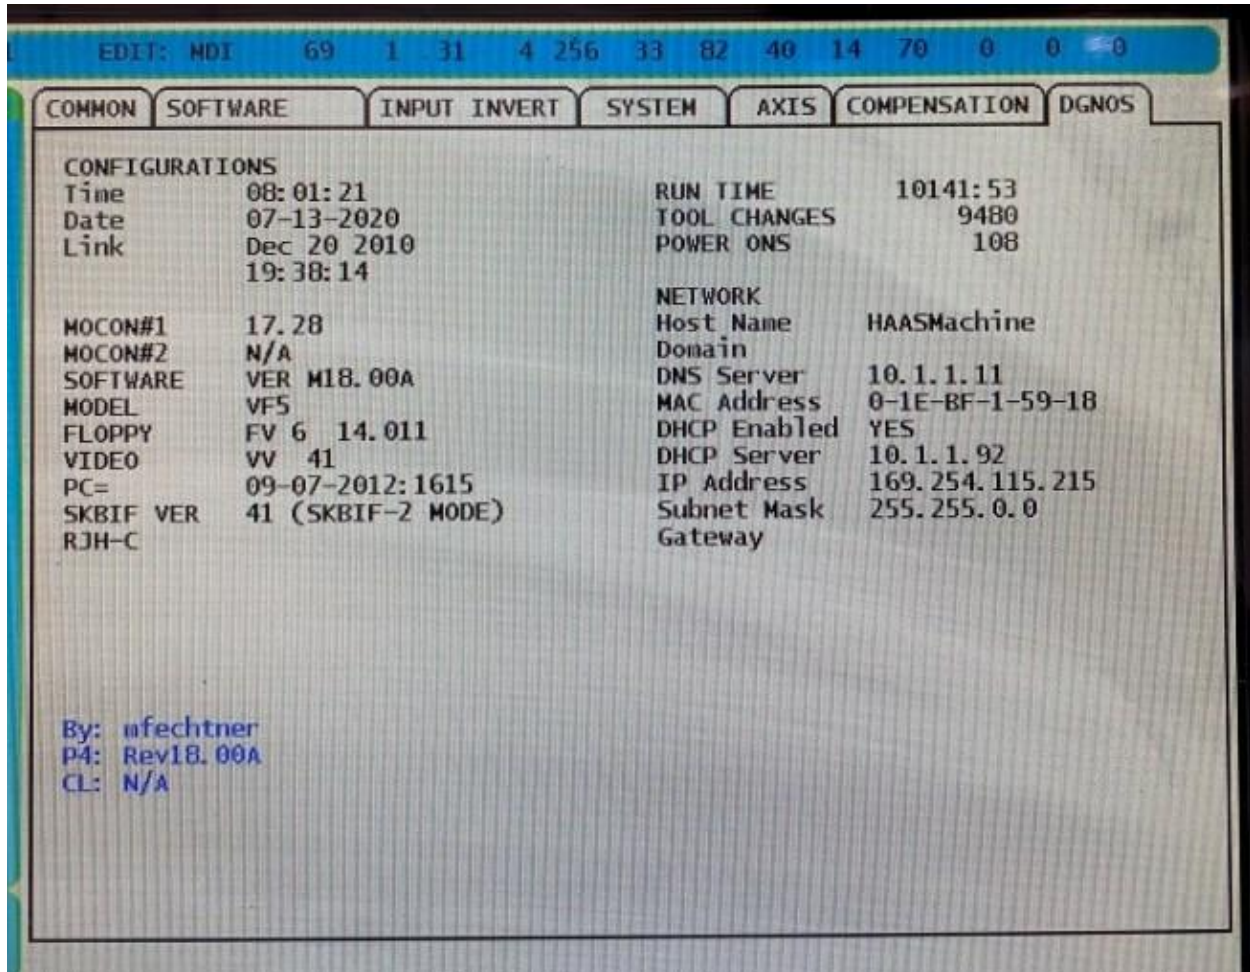 EDIT: MDI 69 1 31 4 256 33 82 40 14 70 0 0 0
COMMON SOFTWARE INPUT INVERT SYSTEM AXIS COMPENSATION DGNOS
CONFIGURATIONS
Time 08:01:21
Date 07-13-2020
Link Dec 20 2010
19:38:14
MOCON#1 17.28
MOCON#2 N/A
SOFTWARE VER M18.00A
MODEL VF5
FLOPPY FV 6 14.011
VIDEO VV 41
PC= 09-07-2012:1615
SKBIF VER 41 (SKBIF-2 MODE)
RJH-C
RUN TIME 10141:53
TOOL CHANGES 9480
POWER ONS 108
NETWORK
Host Name HAASMachine
Domain
DNS Server 10.1.1.11
MAC Address 0-1E-BF-1-59-18
DHCP Enabled YES
DHCP Server 10.1.1.92
IP Address 169.254.115.215
Subnet Mask 255.255.0.0
Gateway
By: mfechtner
P4: Rev18.00A
CL: N/A